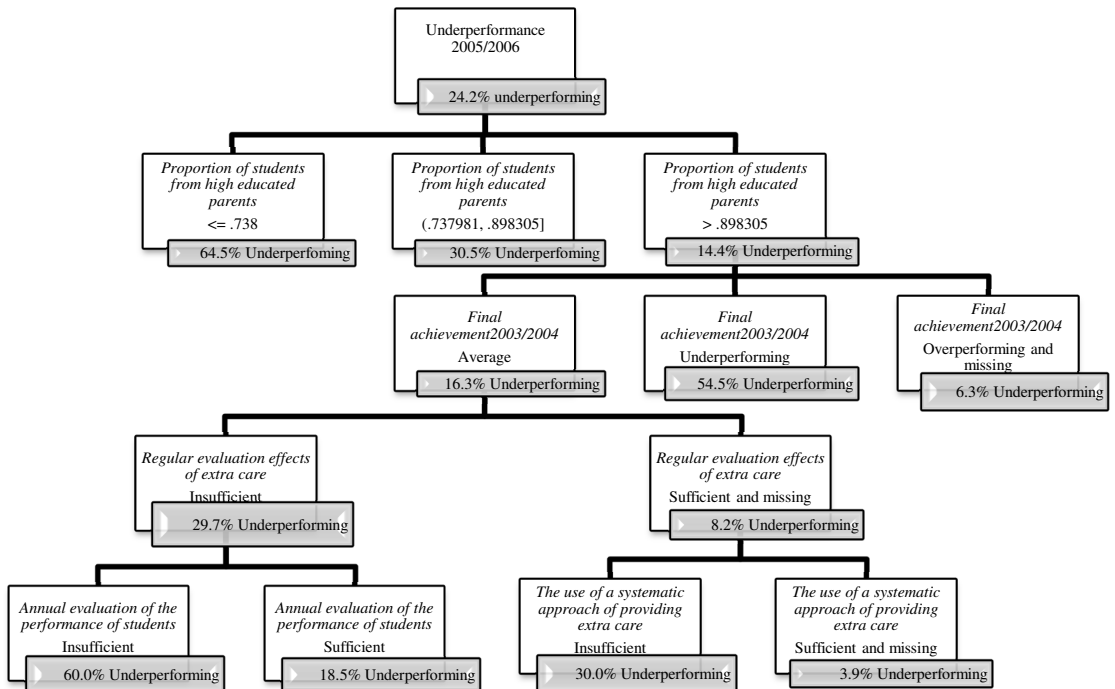 Underperformance
2005/2006
24.2% underperforming
Proportion of students
from high educated
parents
<= .738
64.5% Underperfoming
Proportion of students
from high educated
parents
(.737981, .898305]
30.5% Underperfoming
Proportion of students
from high educated
parents
> .898305
14.4% Underperfoming
Final
achievement2003/2004
Average
16.3% Underperforming
Final
achievement2003/2004
Underperforming
54.5% Underperforming
Final
achievement2003/2004
Overperforming and
missing
6.3% Underperforming
Regular evaluation effects
of extra care
Insufficient
29.7% Underperforming
Regular evaluation effects
of extra care
Sufficient and missing
8.2% Underperforming
Annual evaluation of the
performance of students
Insufficient
60.0% Underperforming
Annual evaluation of the
performance of students
Sufficient
18.5% Underperforming
The use of a systematic
approach of providing
extra care
Insufficient
30.0% Underperforming
The use of a systematic
approach of providing
extra care
Sufficient and missing
3.9% Underperforming